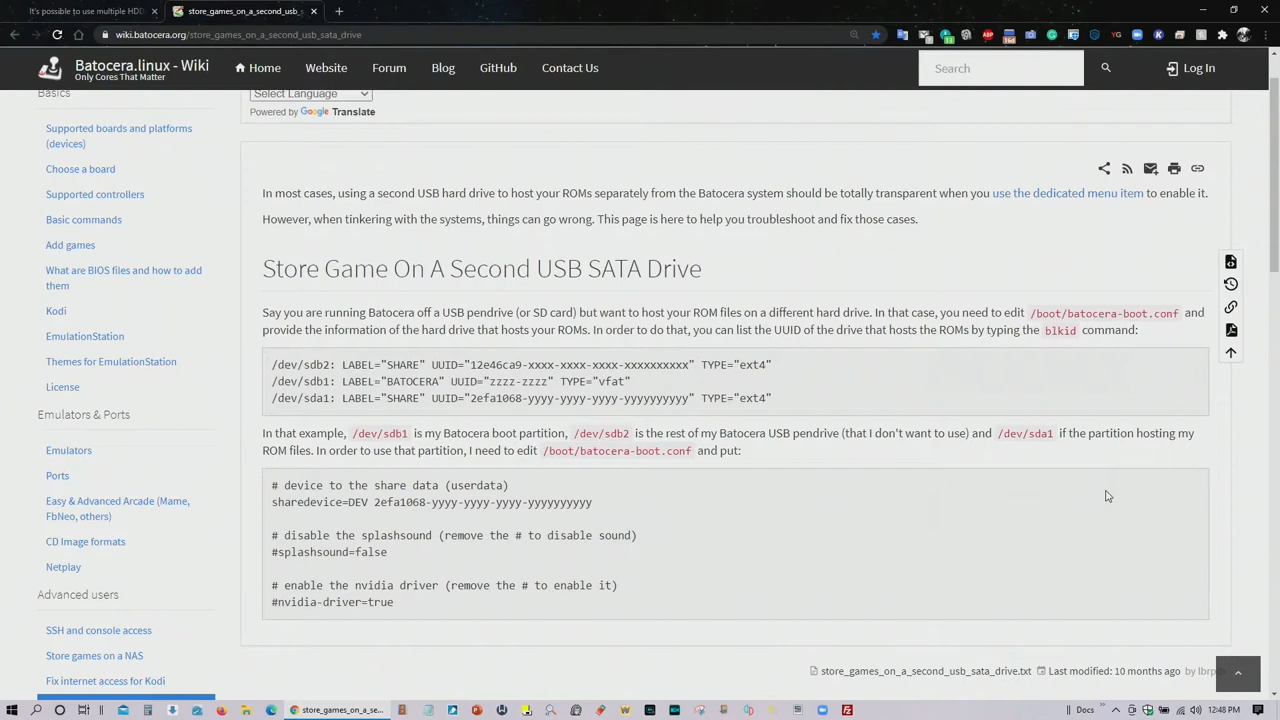 It's possible to use multiple HDD
store_games_on_a_second_usb_sat
wiki.batocera.org/store_games_on_a_second_usb_sata_drive
Batocera.linux - Wiki
Only Cores That Matter
Home
Website
Forum
Blog
GitHub
Contact Us
Search
Log In
Basics
Supported boards and platforms
(devices)
Choose a board
Supported controllers
Basic commands
Add games
What are BIOS files and how to add
them
Kodi
EmulationStation
Themes for EmulationStation
License
Emulators & Ports
Emulators
Ports
Easy & Advanced Arcade (Mame,
FbNeo, others)
CD Image formats
Netplay
Advanced users
SSH and console access
Store games on a NAS
Fix internet access for Kodi
Select Language
Powered by Google Translate
In most cases, using a second USB hard drive to host your ROMs separately from the Batocera system should be totally transparent when you use the dedicated menu item to enable it.
However, when tinkering with the systems, things can go wrong. This page is here to help you troubleshoot and fix those cases.
Store Game On A Second USB SATA Drive
Say you are running Batocera off a USB pendrive (or SD card) but want to host your ROM files on a different hard drive. In that case, you need to edit /boot/batocera-boot.conf and
provide the information of the hard drive that hosts your ROMs. In order to do that, you can list the UUID of the drive that hosts the ROMs by typing the blkid command:
/dev/sdb2: LABEL="SHARE" UUID="12e46ca9-xxxx-xxxx-xxxx-xxxxxxxxxx" TYPE="ext4"
/dev/sdb1: LABEL="BATOCERA" UUID="zzzz-zzzz" TYPE="vfat"
/dev/sda1: LABEL="SHARE" UUID="2efa1068-yyyy-yyyy-yyyy-yyyyyyyyyy" TYPE="ext4"
In that example, /dev/sdb1 is my Batocera boot partition, /dev/sdb2 is the rest of my Batocera USB pendrive (that I don't want to use) and /dev/sda1 if the partition hosting my
ROM files. In order to use that partition, I need to edit /boot/batocera-boot.conf and put:
# device to the share data (userdata)
sharedevice=DEV 2efa1068-yyyy-yyyy-yyyy-yyyyyyyyyy
# disable the splashsound (remove the # to disable sound)
#splashsound=false
# enable the nvidia driver (remove the # to enable it)
#nvidia-driver=true
store_games_on_a_second_usb_sata_drive.txt Last modified: 10 months ago by
store_games_on_a_se...
Docs
12:48 PM